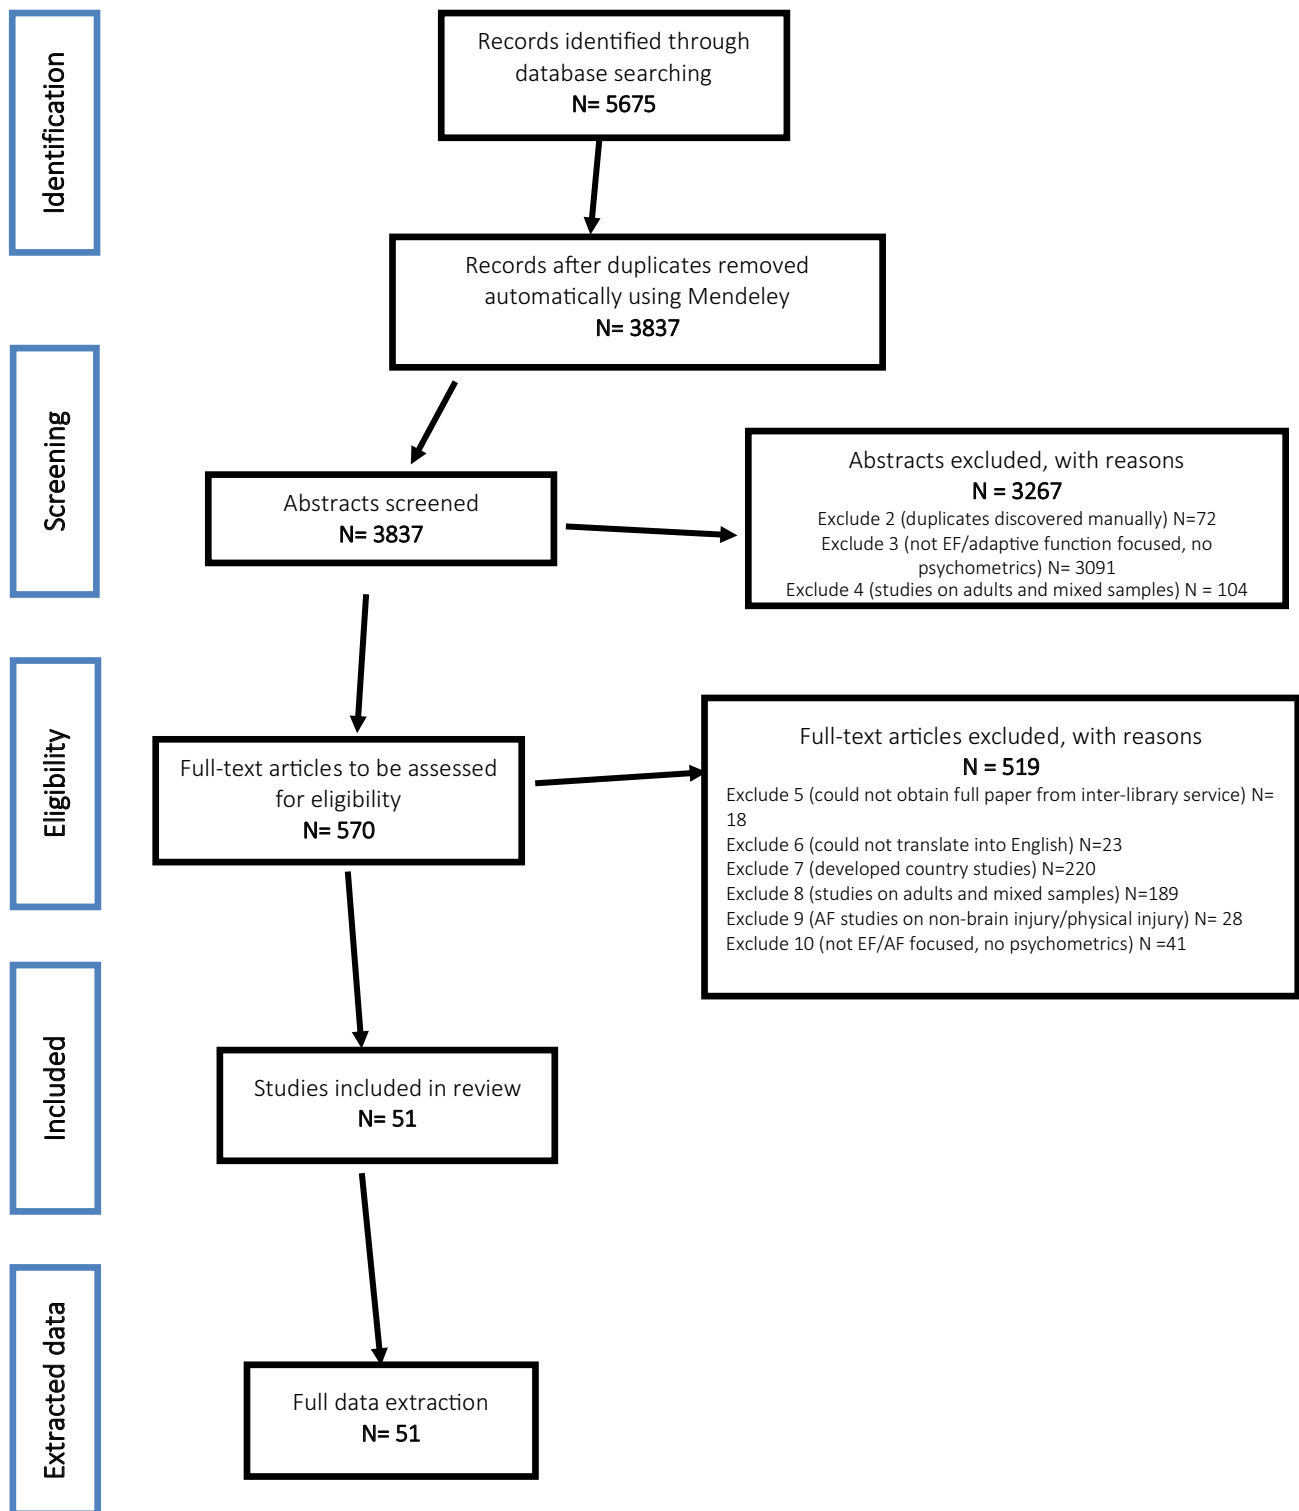 Identification
Records identified through
database searching
N= 5675
Records after duplicates removed
automatically using Mendeley
N= 3837
Screening
Abstracts screened
N= 3837
Abstracts excluded, with reasons
N = 3267
Exclude 2 (duplicates discovered manually) N=72
Exclude 3 (not EF/adaptive function focused, no
psychometrics) N= 3091
Exclude 4 (studies on adults and mixed samples) N = 104
Eligibility
Full-text articles to be assessed
for eligibility
N= 570
Full-text articles excluded, with reasons
N = 519
Exclude 5 (could not obtain full paper from inter-library service) N=
18
Exclude 6 (could not translate into English) N=23
Exclude 7 (developed country studies) N=220
Exclude 8 (studies on adults and mixed samples) N=189
Exclude 9 (AF studies on non-brain injury/physical injury) N= 28
Exclude 10 (not EF/AF focused, no psychometrics) N =41
Included
Studies included in review
N= 51
Extracted data
Full data extraction
N= 51